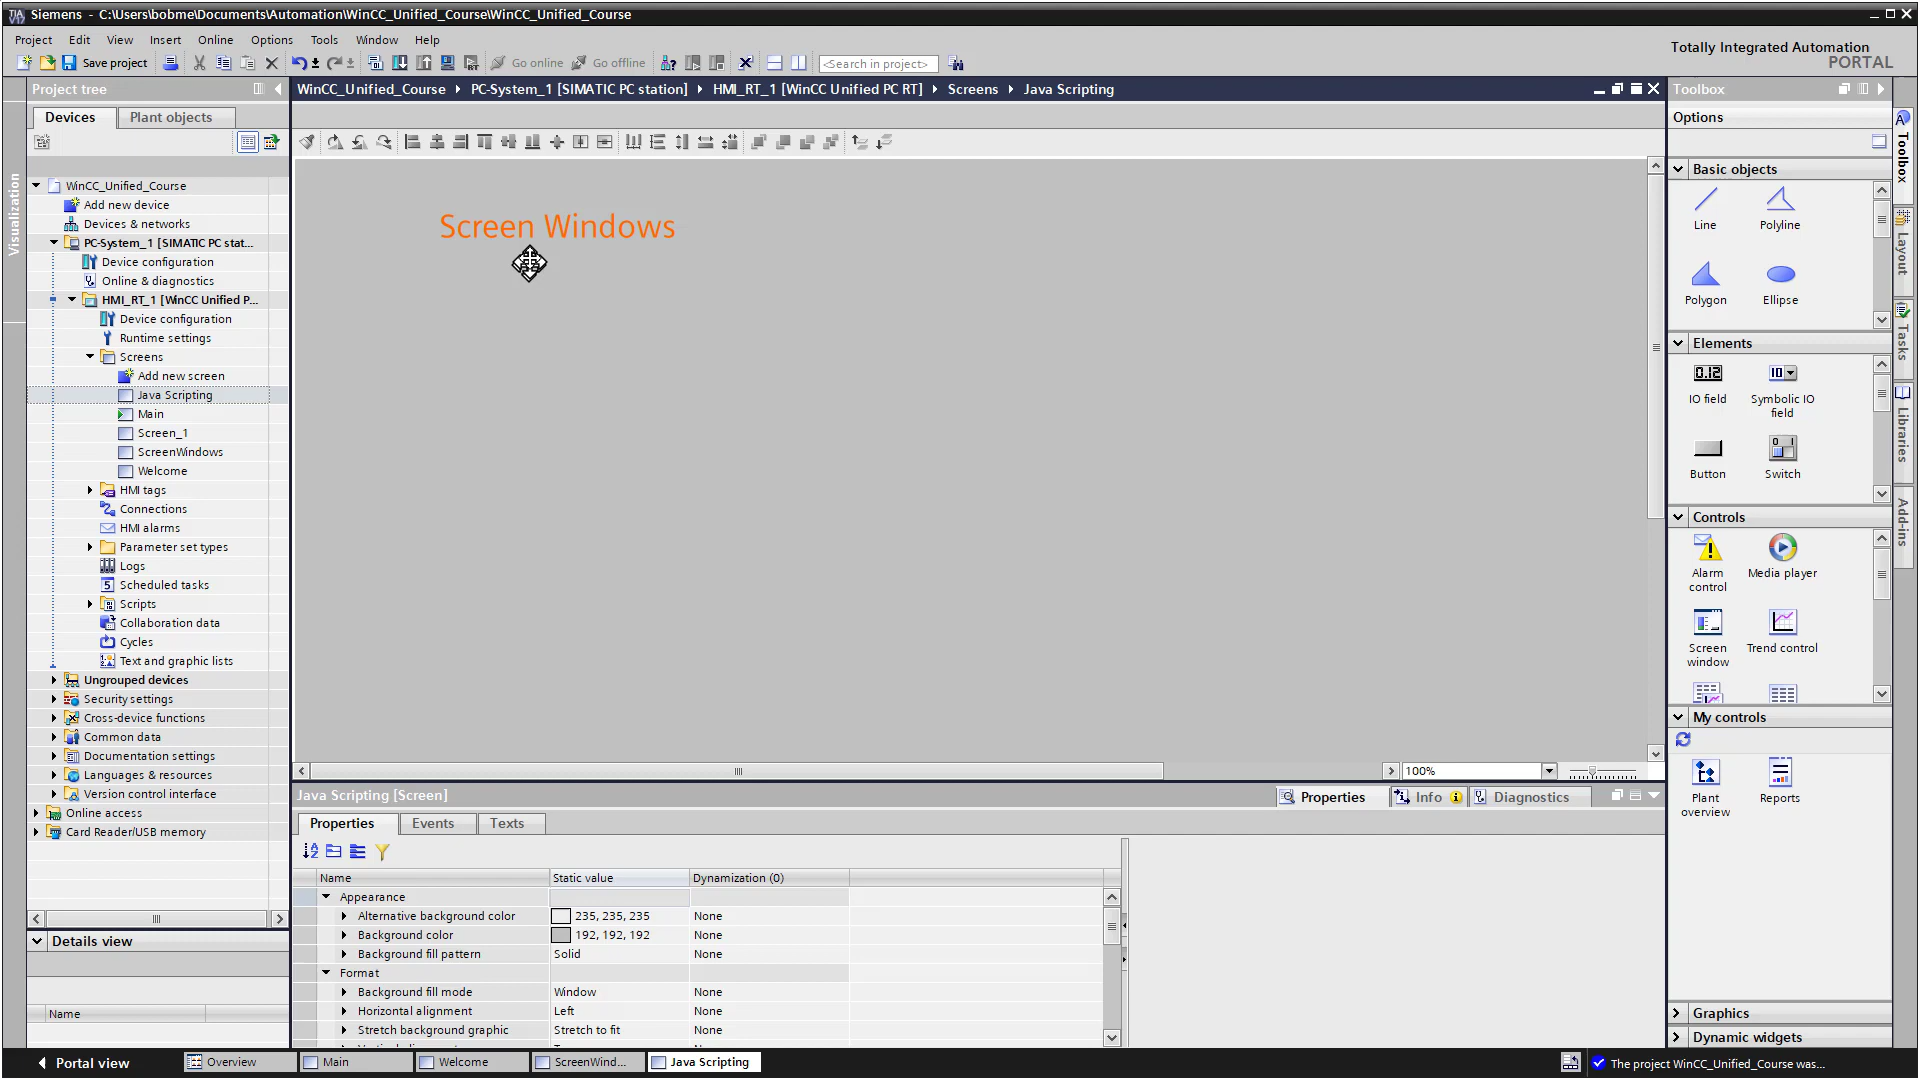 Siemens - C:\Users\bobme\Documents\Automation\WinCC_Unified_Course\WinCC_Unified_Course
Project Edit View Insert Online Options Tools Window Help
Totally Integrated Automation
PORTAL
Save project
Go online
Go offline
<Search in project>
Project tree
Devices
Plant objects
Visualization
WinCC_Unified_Course
Add new device
Devices & networks
PC-System_1 [SIMATIC PC stat...
Device configuration
Online & diagnostics
HMI_RT_1 [WinCC Unified P...
Device configuration
Runtime settings
Screens
Add new screen
Java Scripting
Main
Screen_1
ScreenWindows
Welcome
HMI tags
Connections
HMI alarms
Parameter set types
Logs
Scheduled tasks
Scripts
Collaboration data
Cycles
Text and graphic lists
Ungrouped devices
Security settings
Cross-device functions
Common data
Documentation settings
Languages & resources
Version control interface
Online access
Card Reader/USB memory
Details view
Name
WinCC_Unified_Course PC-System_1 [SIMATIC PC station] HMI_RT_1 [WinCC Unified PC RT] Screens Java Scripting
Screen Windows
100%
Java Scripting [Screen]
Properties
Info
Diagnostics
Properties Events Texts
Name Static value Dynamization (0)
Appearance
Alternative background color 235, 235, 235 None
Background color 192, 192, 192 None
Background fill pattern Solid None
Format
Background fill mode Window None
Horizontal alignment Left None
Stretch background graphic Stretch to fit None
Toolbox
Options
Basic objects
Line
Polyline
Polygon
Ellipse
Elements
0.12
IO field
10
Symbolic IO
field
Button
0 1
Switch
Controls
Alarm
control
Media player
Screen
window
Trend control
My controls
Plant
overview
Reports
Graphics
Dynamic widgets
Toolbox
Layout
Tasks
Libraries
Add-ins
Portal view
Overview
Main
Welcome
ScreenWind...
Java Scripting
The project WinCC_Unified_Course was...